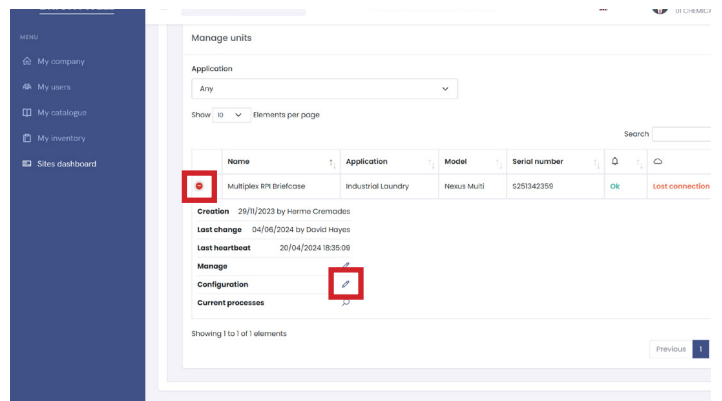 UI CHEMICA
MENU
My company
My users
My catalogue
My inventory
Sites dashboard
Manage units
Application
Any
Show 10 Elements per page
Search
Name Application Model Serial number
Multiplex RPI Briefcase Industrial Laundry Nexus Multi S251342359 Ok Lost connection
Creation 29/11/2023 by Herme Cremades
Last change 04/06/2024 by David Hayes
Last heartbeat 20/04/2024 18:35:09
Manage
Configuration
Current processes
Showing 1 to 1 of 1 elements
Previous 1